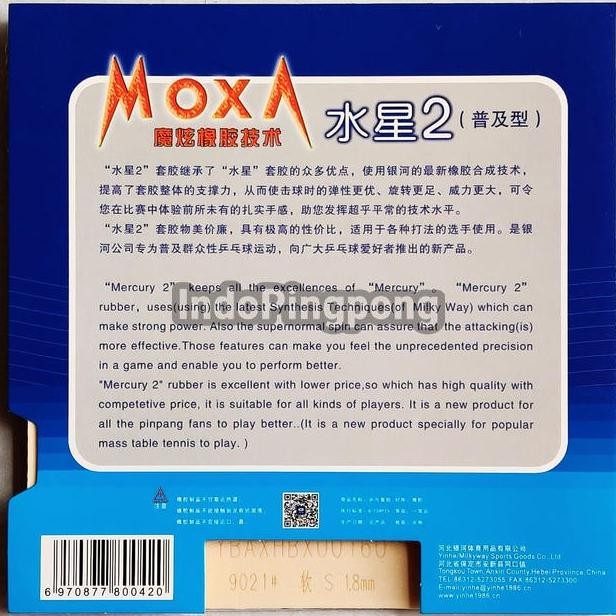 MOXA
魔炫橡胶技术
水星2(普及型)
“水星2”套胶继承了“水星”套胶的众多优点，使用银河的最新橡胶合成技术，
提高了套胶整体的支撑力，从而使击球时的弹性更优、旋转更足、威力更大，可令
您在比赛中体验前所未有的扎实手感，助您发挥超乎平常的技术水平。
“水星2”套胶物美价廉，具有极高的性价比，适用于各种打法的选手使用。是银
河公司专为普及群众性乒乓球运动，向广大乒乓球爱好者推出的新产品。
IndoPingpong
“Mercury 2” keeps all the excellences of “Mercury”. “Mercury 2”
rubber, uses(using) the latest Synthesis Techniques(of Milky Way) which can
make strong power. Also the supernormal spin can assure that the attacking(is)
more effective.Those features can make you feel the unprecedented precision
in a game and enable you to perform better.
"Mercury 2" rubber is excellent with lower price,so which has high quality with
competetive price, it is suitable for all kinds of players. It is a new product for
all the pinpang fans to play better..(It is a new product specially for popular
mass table tennis to play. )
注意
6 970877 800420
9021# 软 S 1.8mm
河北银河体育用品有限公司
Yinhe/Milkyway Sports Goods Co.,Ltd
河北省保定市安新县同口镇
Tongkou Town,Anxin County,Hebei Province,China.
TEL 86312-5273055 FAX 86312-5273258
www.yinhe1986.cn yinhe@yinhe1986.cn